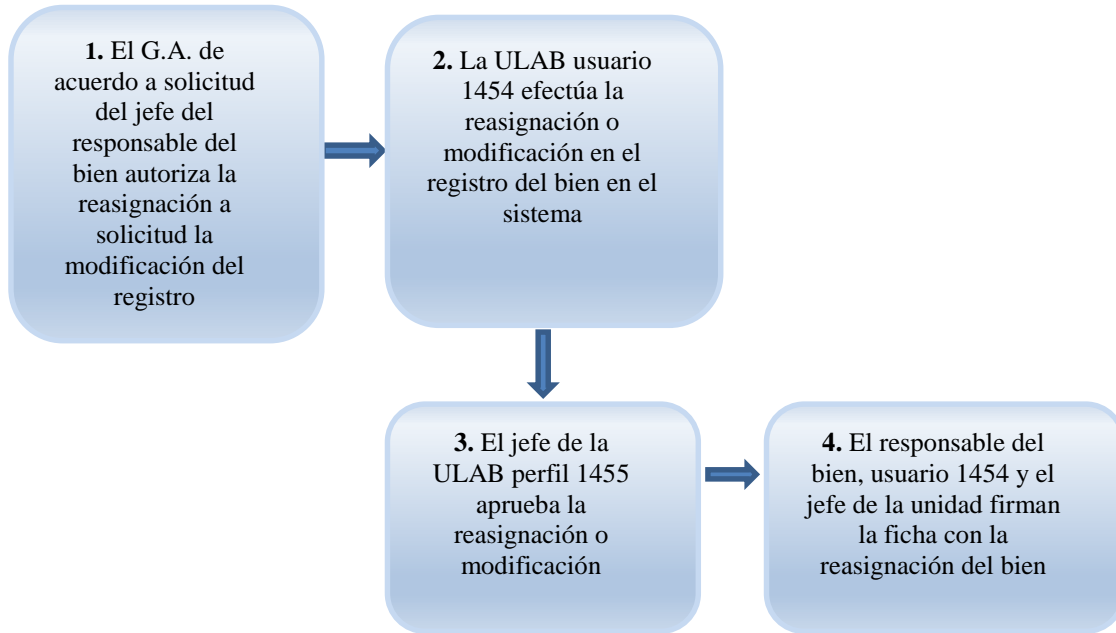 1. El G.A. de
acuerdo a solicitud
del jefe del
responsable del
bien autoriza la
reasignación a
solicitud la
modificación del
registro
2. La ULAB usuario
1454 efectúa la
reasignación o
modificación en el
registro del bien en el
sistema
3. El jefe de la
ULAB perfil 1455
aprueba la
reasignación o
modificación
4. El responsable del
bien, usuario 1454 y el
jefe de la unidad firman
la ficha con la
reasignación del bien